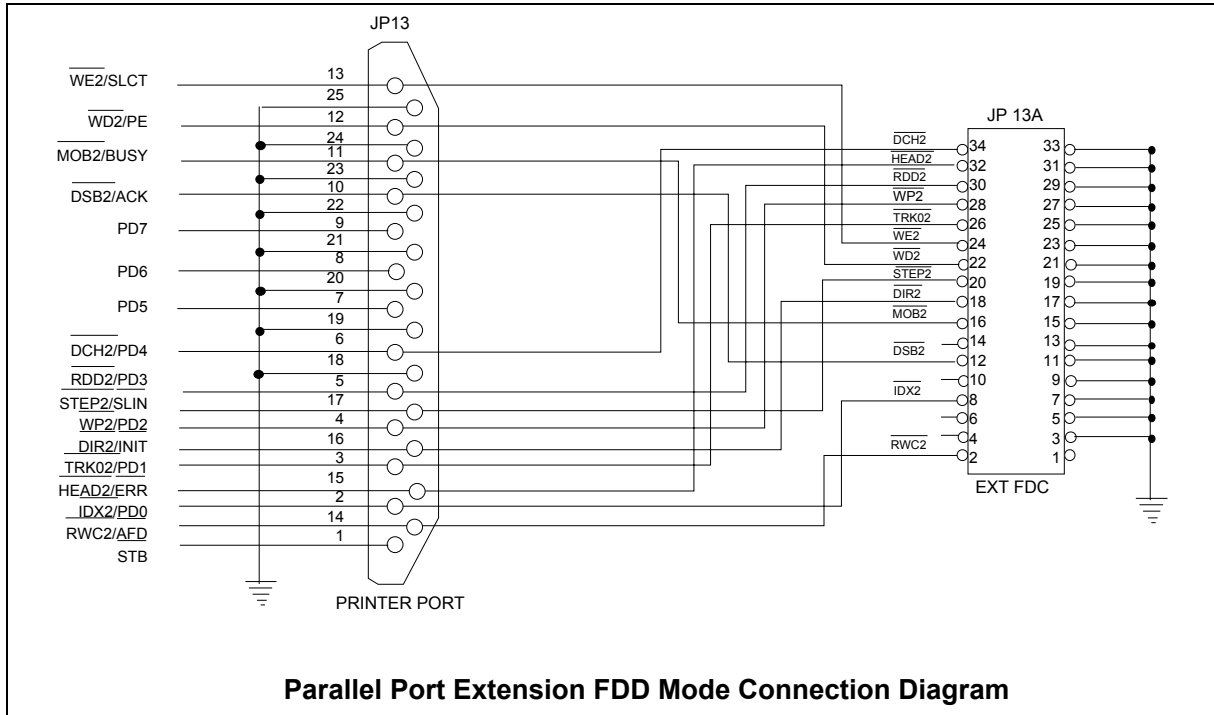 JP13
WE2/SLCT
WD2/PE
MOB2/BUSY
DSB2/ACK
PD7
PD6
PD5
DCH2/PD4
RDD2/PD3
STEP2/SLIN
WP2/PD2
DIR2/INIT
TRK02/PD1
HEAD2/ERR
IDX2/PD0
RWC2/AFD
STB
13
25
12
24
11
23
10
22
9
21
8
20
7
19
6
18
5
17
4
16
3
15
2
14
1
PRINTER PORT
JP 13A
DCH2
HEAD2
RDD2
WP2
TRK02
WE2
WD2
STEP2
DIR2
MOB2
DSB2
IDX2
RWC2
34 33
32 31
30 29
28 27
26 25
24 23
22 21
20 19
18 17
16 15
14 13
12 11
10 9
8 7
6 5
4 3
2 1
EXT FDC
Parallel Port Extension FDD Mode Connection Diagram